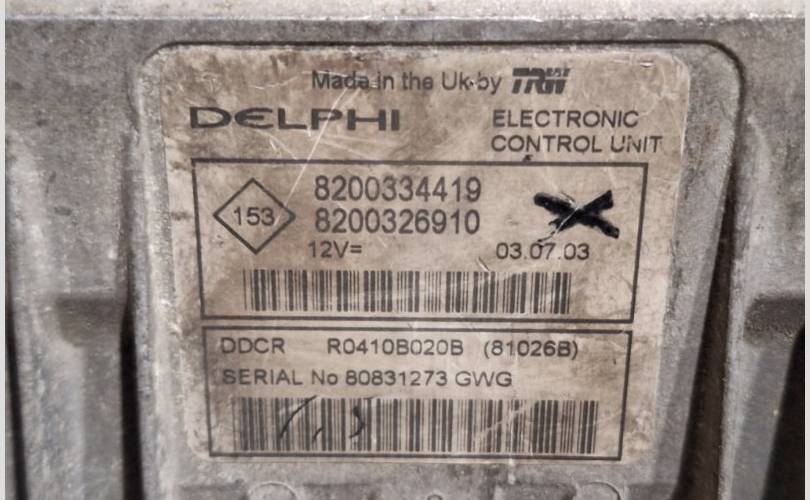 Made in the Uk by TRW
DELPHI
ELECTRONIC
CONTROL UNIT
153
8200334419
8200326910
12V=
03.07.03
DDCR R0410B020B (81026B)
SERIAL No 80831273 GWG